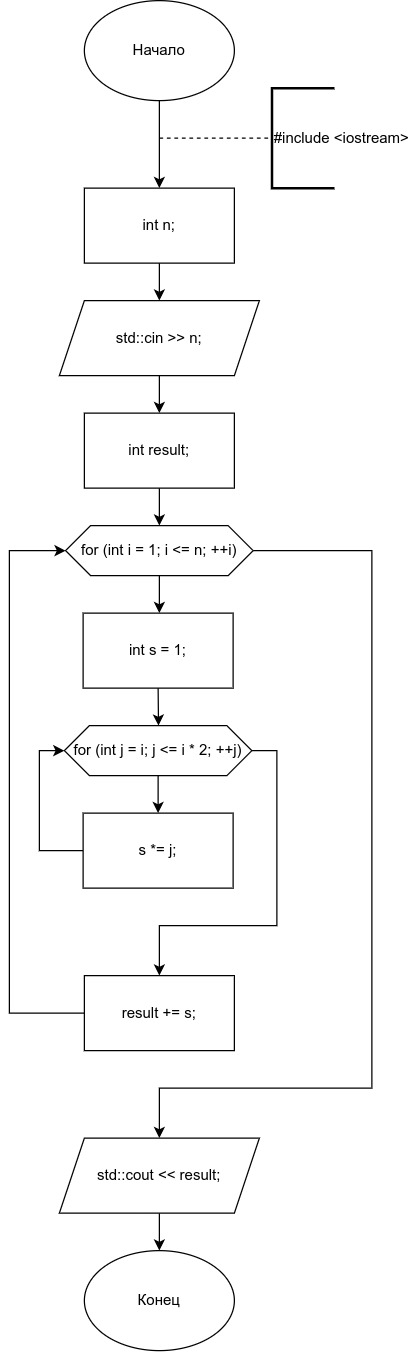 Начало
#include <iostream>
int n;
std::cin >> n;
int result;
for (int i = 1; i <= n; ++i)
int s = 1;
for (int j = i; j <= i * 2; ++j)
s *= j;
result += s;
std::cout << result;
Конец